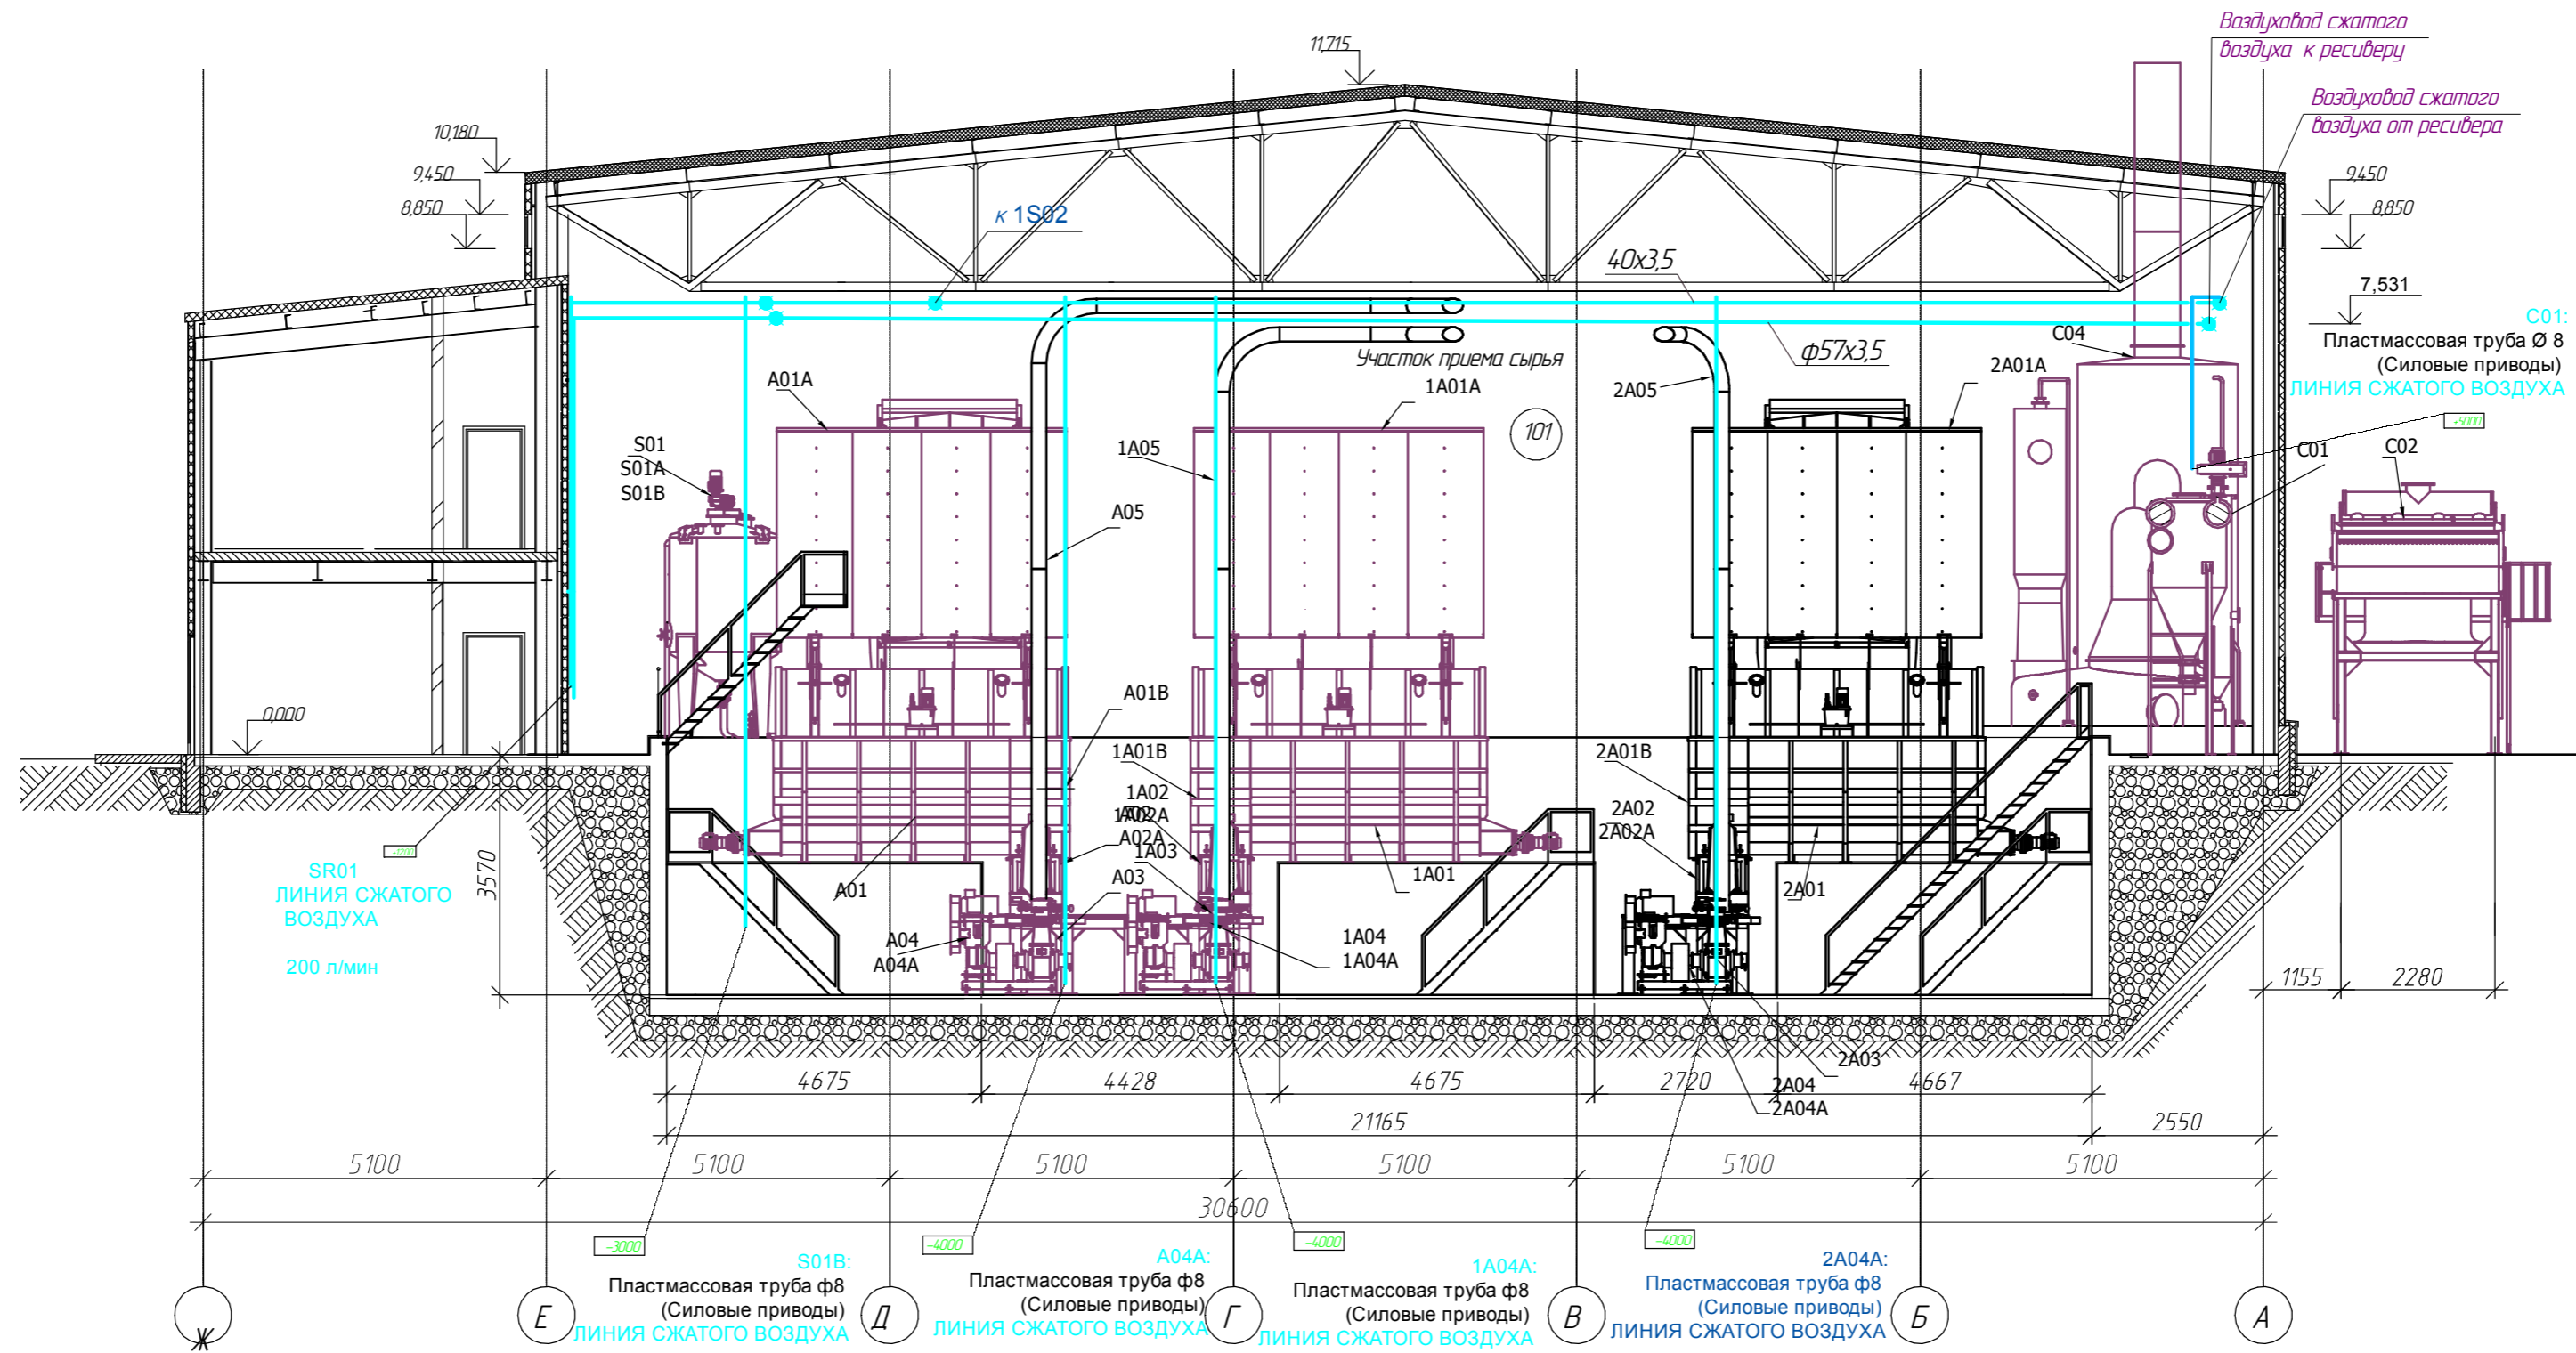 Воздуховод сжатого
воздуха к ресиверу
11,715
Воздуховод сжатого
воздуха от ресивера
10,180
9,450
8,850
9,450
8,850
к 1S02
40х3,5
7,531
C01:
Пластмассовая труба Ø 8
(Силовые приводы)
ЛИНИЯ СЖАТОГО ВОЗДУХА
+5000
C04
ф57х3,5
Участок приема сырья
A01A
1A01A
2A05
2A01A
101
S01
S01A
S01B
1A05
A05
C01
C02
0,000
A01B
1A01B
2A01B
1A02
1A02A
A02
A02A
1A03
A03
2A02
2A02A
+1200
SR01
ЛИНИЯ СЖАТОГО
ВОЗДУХА
200 л/мин
3570
A01
1A01
2A01
A04
A04A
1A04
1A04A
1155
2280
2A03
2A04
2A04A
4675
4428
4675
2720
4667
21165
2550
5100
5100
5100
5100
5100
5100
30600
-3000
-4000
-4000
-4000
S01B:
Пластмассовая труба ф8
(Силовые приводы)
ЛИНИЯ СЖАТОГО ВОЗДУХА
A04A:
Пластмассовая труба ф8
(Силовые приводы)
ЛИНИЯ СЖАТОГО ВОЗДУХА
1A04A:
Пластмассовая труба ф8
(Силовые приводы)
ЛИНИЯ СЖАТОГО ВОЗДУХА
2A04A:
Пластмассовая труба ф8
(Силовые приводы)
ЛИНИЯ СЖАТОГО ВОЗДУХА
Ж
Е
Д
Г
В
Б
А